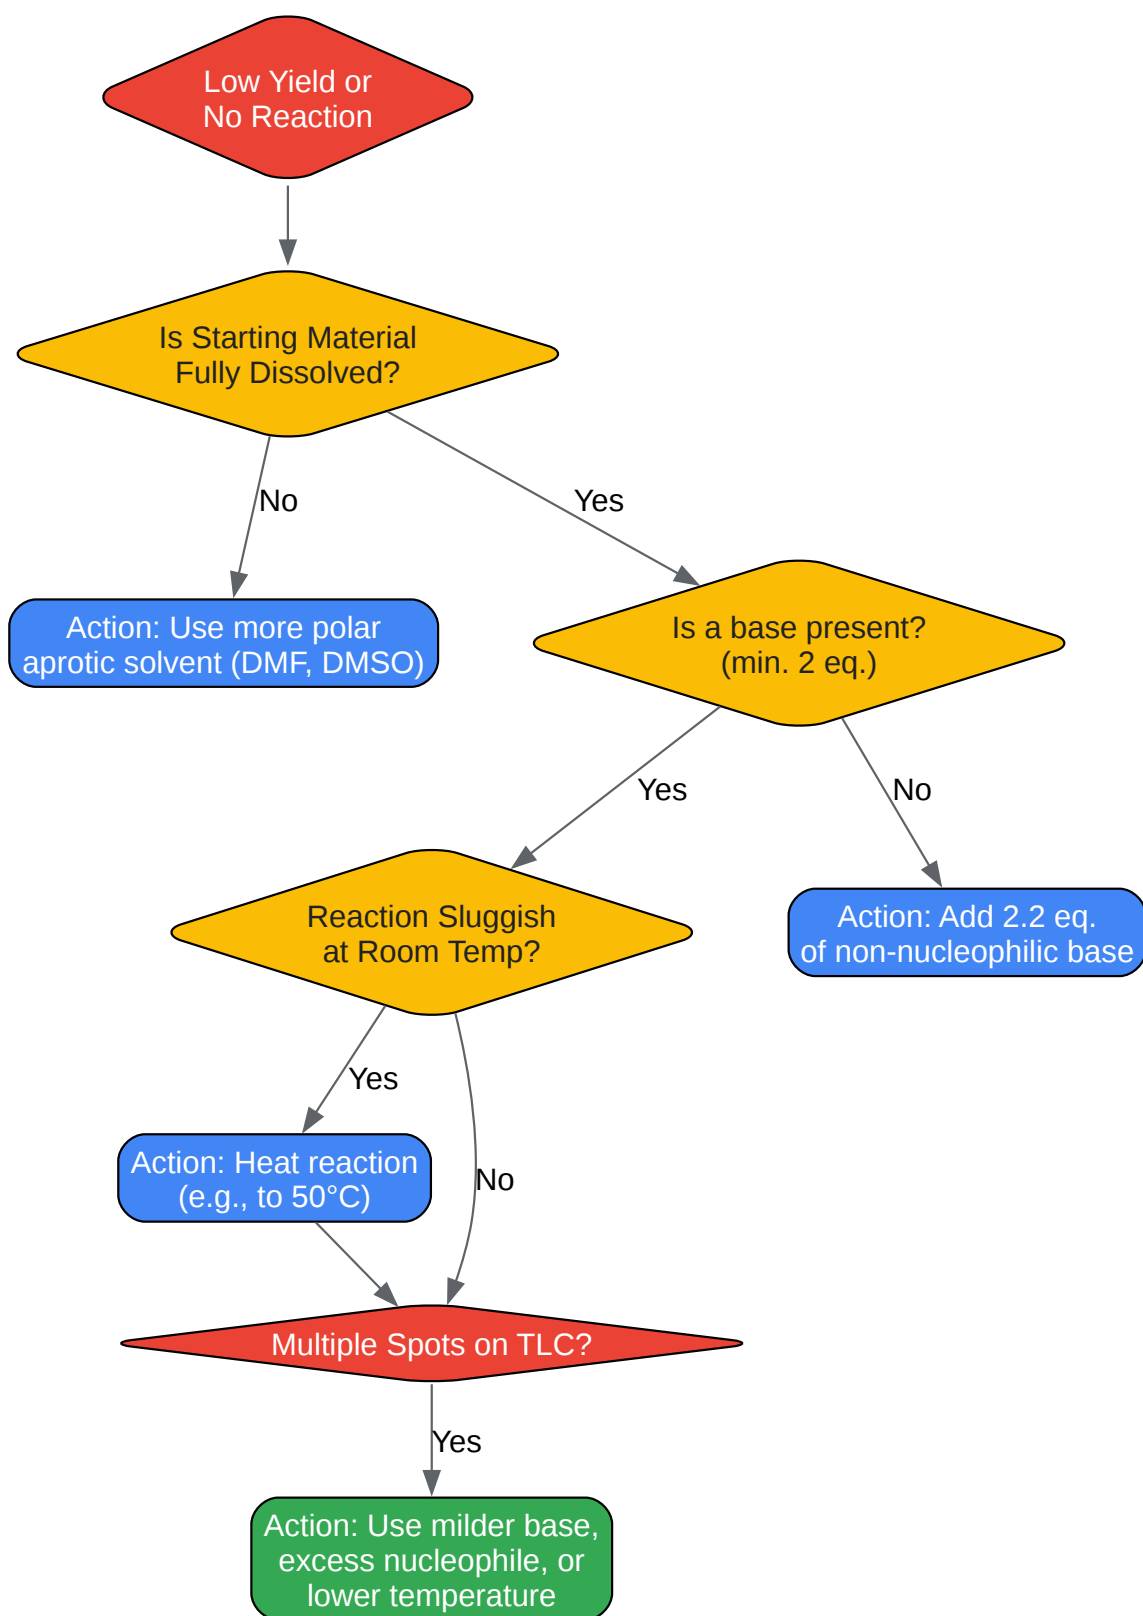 Low Yield or
No Reaction
Is Starting Material
Fully Dissolved?
No
Yes
Action: Use more polar
aprotic solvent (DMF, DMSO)
Is a base present?
(min. 2 eq.)
Yes
No
Reaction Sluggish
at Room Temp?
Action: Add 2.2 eq.
of non-nucleophilic base
Yes
Action: Heat reaction
(e.g., to 50°C)
No
Multiple Spots on TLC?
Yes
Action: Use milder base,
excess nucleophile, or
lower temperature